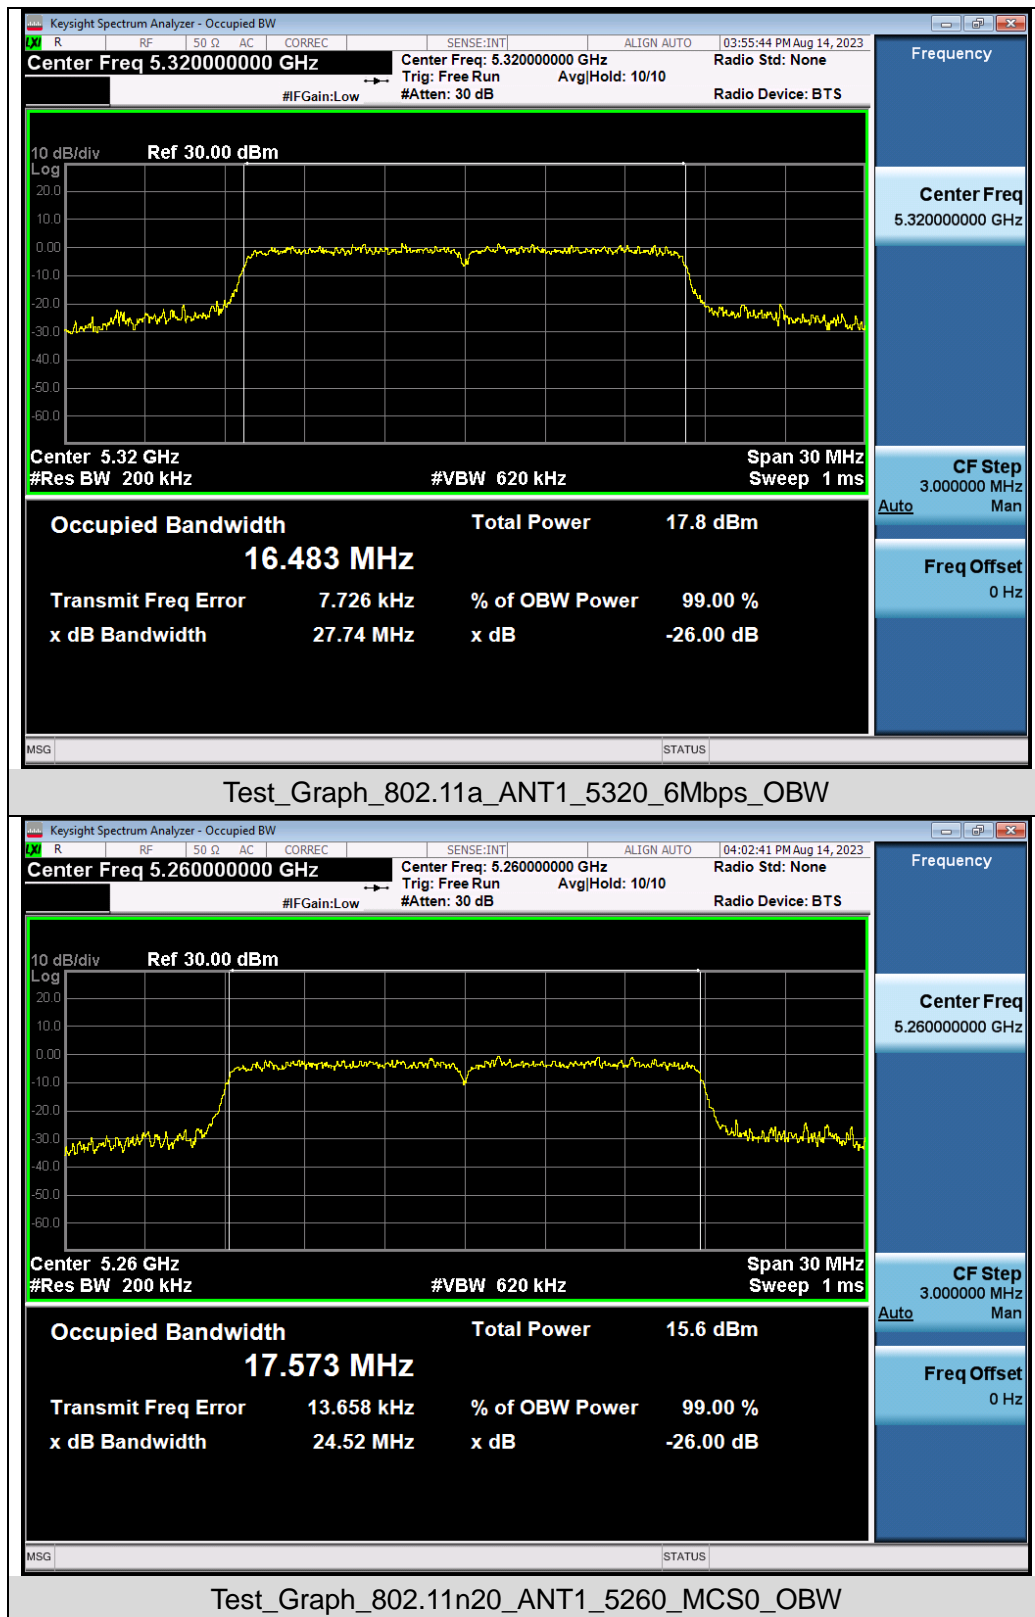 Keysight Spectrum Analyzer - Occupied BW
LXI R RF 50 Ω AC CORREC SENSE:INT ALIGN AUTO 03:55:44 PM Aug 14, 2023
Center Freq 5.320000000 GHz
Center Freq: 5.320000000 GHz
Radio Std: None
Trig: Free Run Avg|Hold: 10/10
#IFGain:Low #Atten: 30 dB Radio Device: BTS
Frequency
10 dB/div Ref 30.00 dBm
Log
20.0
10.0
0.00
-10.0
-20.0
-30.0
-40.0
-50.0
-60.0
Center 5.32 GHz Span 30 MHz
#Res BW 200 kHz #VBW 620 kHz Sweep 1 ms
Center Freq
5.320000000 GHz
CF Step
3.000000 MHz
Auto Man
Freq Offset
0 Hz
Occupied Bandwidth Total Power 17.8 dBm
16.483 MHz
Transmit Freq Error 7.726 kHz % of OBW Power 99.00 %
x dB Bandwidth 27.74 MHz x dB -26.00 dB
MSG STATUS
Test_Graph_802.11a_ANT1_5320_6Mbps_OBW
Keysight Spectrum Analyzer - Occupied BW
LXI R RF 50 Ω AC CORREC SENSE:INT ALIGN AUTO 04:02:41 PM Aug 14, 2023
Center Freq 5.260000000 GHz
Center Freq: 5.260000000 GHz
Radio Std: None
Trig: Free Run Avg|Hold: 10/10
#IFGain:Low #Atten: 30 dB Radio Device: BTS
Frequency
10 dB/div Ref 30.00 dBm
Log
20.0
10.0
0.00
-10.0
-20.0
-30.0
-40.0
-50.0
-60.0
Center 5.26 GHz Span 30 MHz
#Res BW 200 kHz #VBW 620 kHz Sweep 1 ms
Center Freq
5.260000000 GHz
CF Step
3.000000 MHz
Auto Man
Freq Offset
0 Hz
Occupied Bandwidth Total Power 15.6 dBm
17.573 MHz
Transmit Freq Error 13.658 kHz % of OBW Power 99.00 %
x dB Bandwidth 24.52 MHz x dB -26.00 dB
MSG STATUS
Test_Graph_802.11n20_ANT1_5260_MCS0_OBW